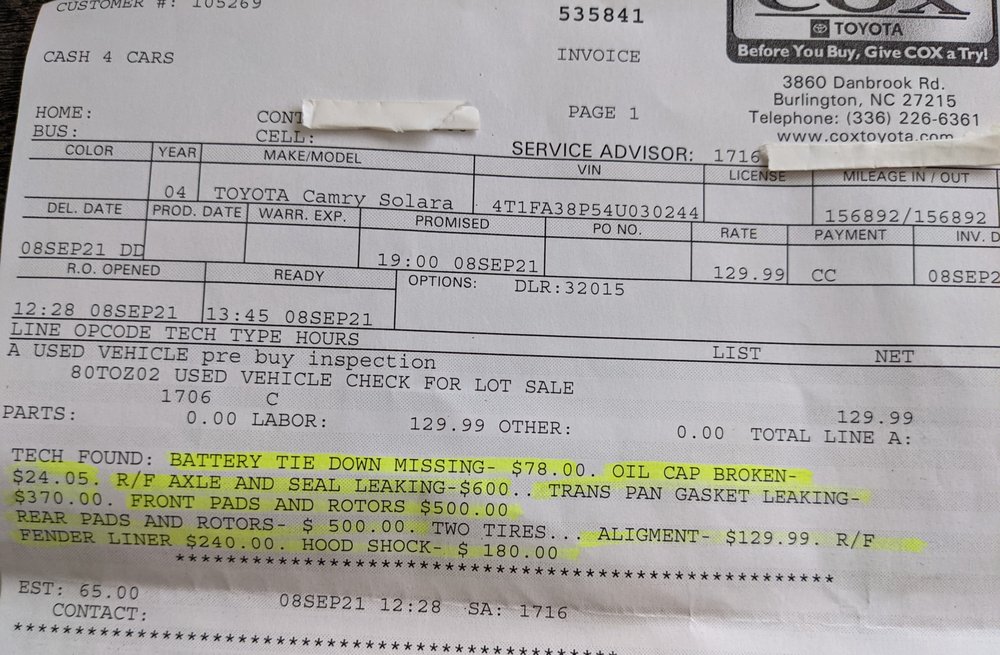 CUSTOMER #: 105269
535841
COX
TOYOTA
Before You Buy, Give COX a Try!
CASH 4 CARS
INVOICE
3860 Danbrook Rd.
Burlington, NC 27215
Telephone: (336) 226-6361
www.coxtoyota.com
HOME:
CONT
PAGE 1
BUS:
CELL:
SERVICE ADVISOR: 1716
COLOR YEAR MAKE/MODEL VIN LICENSE MILEAGE IN / OUT
04 TOYOTA Camry Solara 4T1FA38P54U030244 156892/156892
DEL. DATE PROD. DATE WARR. EXP. PROMISED PO NO. RATE PAYMENT INV. D
08SEP21 DD 19:00 08SEP21 129.99 CC 08SEP2
R.O. OPENED READY OPTIONS: DLR:32015
12:28 08SEP21 13:45 08SEP21
LINE OPCODE TECH TYPE HOURS LIST NET
A USED VEHICLE pre buy inspection
80TOZ02 USED VEHICLE CHECK FOR LOT SALE
1706 C 129.99
PARTS: 0.00 LABOR: 129.99 OTHER: 0.00 TOTAL LINE A:
TECH FOUND: BATTERY TIE DOWN MISSING- $78.00. OIL CAP BROKEN-
$24.05. R/F AXLE AND SEAL LEAKING-$600.. TRANS PAN GASKET LEAKING-
$370.00. FRONT PADS AND ROTORS $500.00
REAR PADS AND ROTORS- $ 500.00. TWO TIRES... ALIGMENT- $129.99. R/F
FENDER LINER $240.00. HOOD SHOCK- $ 180.00
******************************************************
EST: 65.00 08SEP21 12:28 SA: 1716
CONTACT:
******************************************************